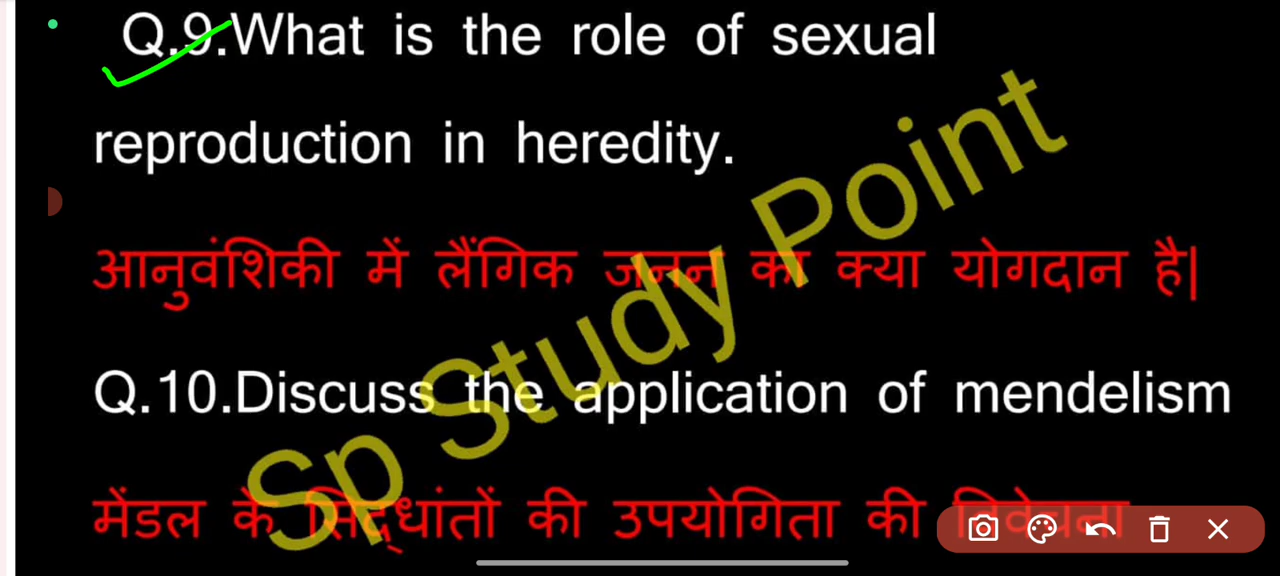 Q.9.What is the role of sexual
reproduction in heredity.
आनुवंशिकी में लैंगिक जनन का क्या योगदान है|
Q.10.Discuss the application of mendelism
मेंडल के सिद्धांतों की उपयोगिता की विवेचना
Sp Study Point